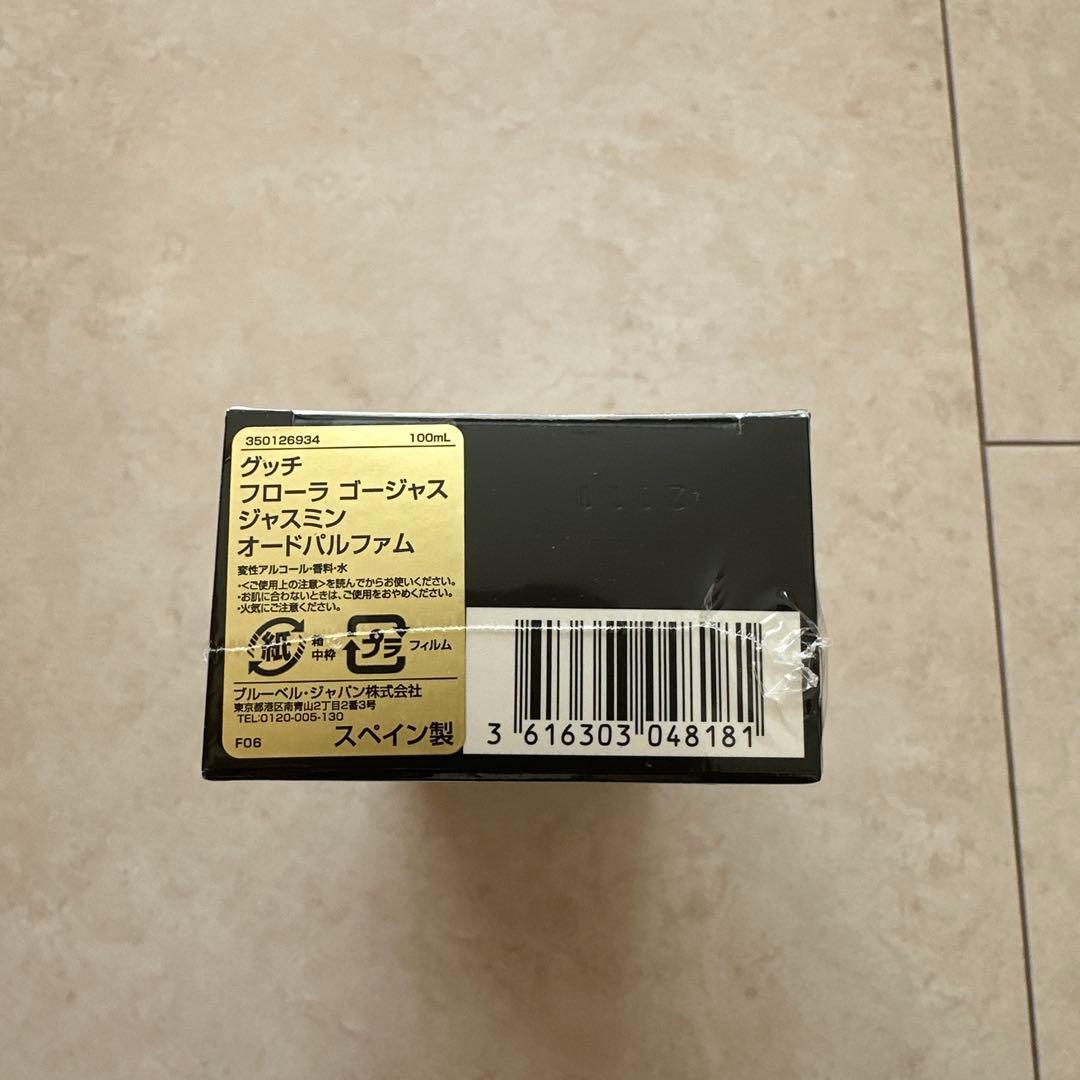 350126934 100mL
グッチ
フローラ ゴージャス
ジャスミン
オードパルファム
変性アルコール・香料・水
・<ご使用上の注意>を読んでからお使いください。
・お肌に合わないときは、ご使用をおやめください。
・火気にご注意ください。
紙 箱 中枠 プラ フィルム
ブルーベル・ジャパン株式会社
東京都港区南青山2丁目2番3号
TEL:0120-005-130
F06 スペイン製
3 616303 048181